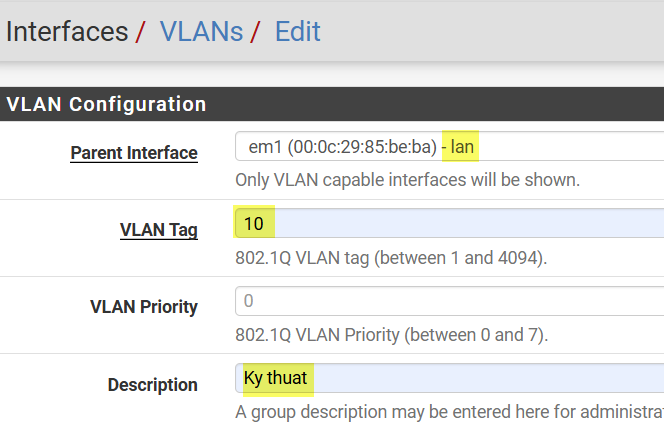 Interfaces / VLANs / Edit
VLAN Configuration
Parent Interface
em1 (00:0c:29:85:be:ba) - lan
Only VLAN capable interfaces will be shown.
VLAN Tag
10
802.1Q VLAN tag (between 1 and 4094).
VLAN Priority
0
802.1Q VLAN Priority (between 0 and 7).
Description
Ky thuat
A group description may be entered here for